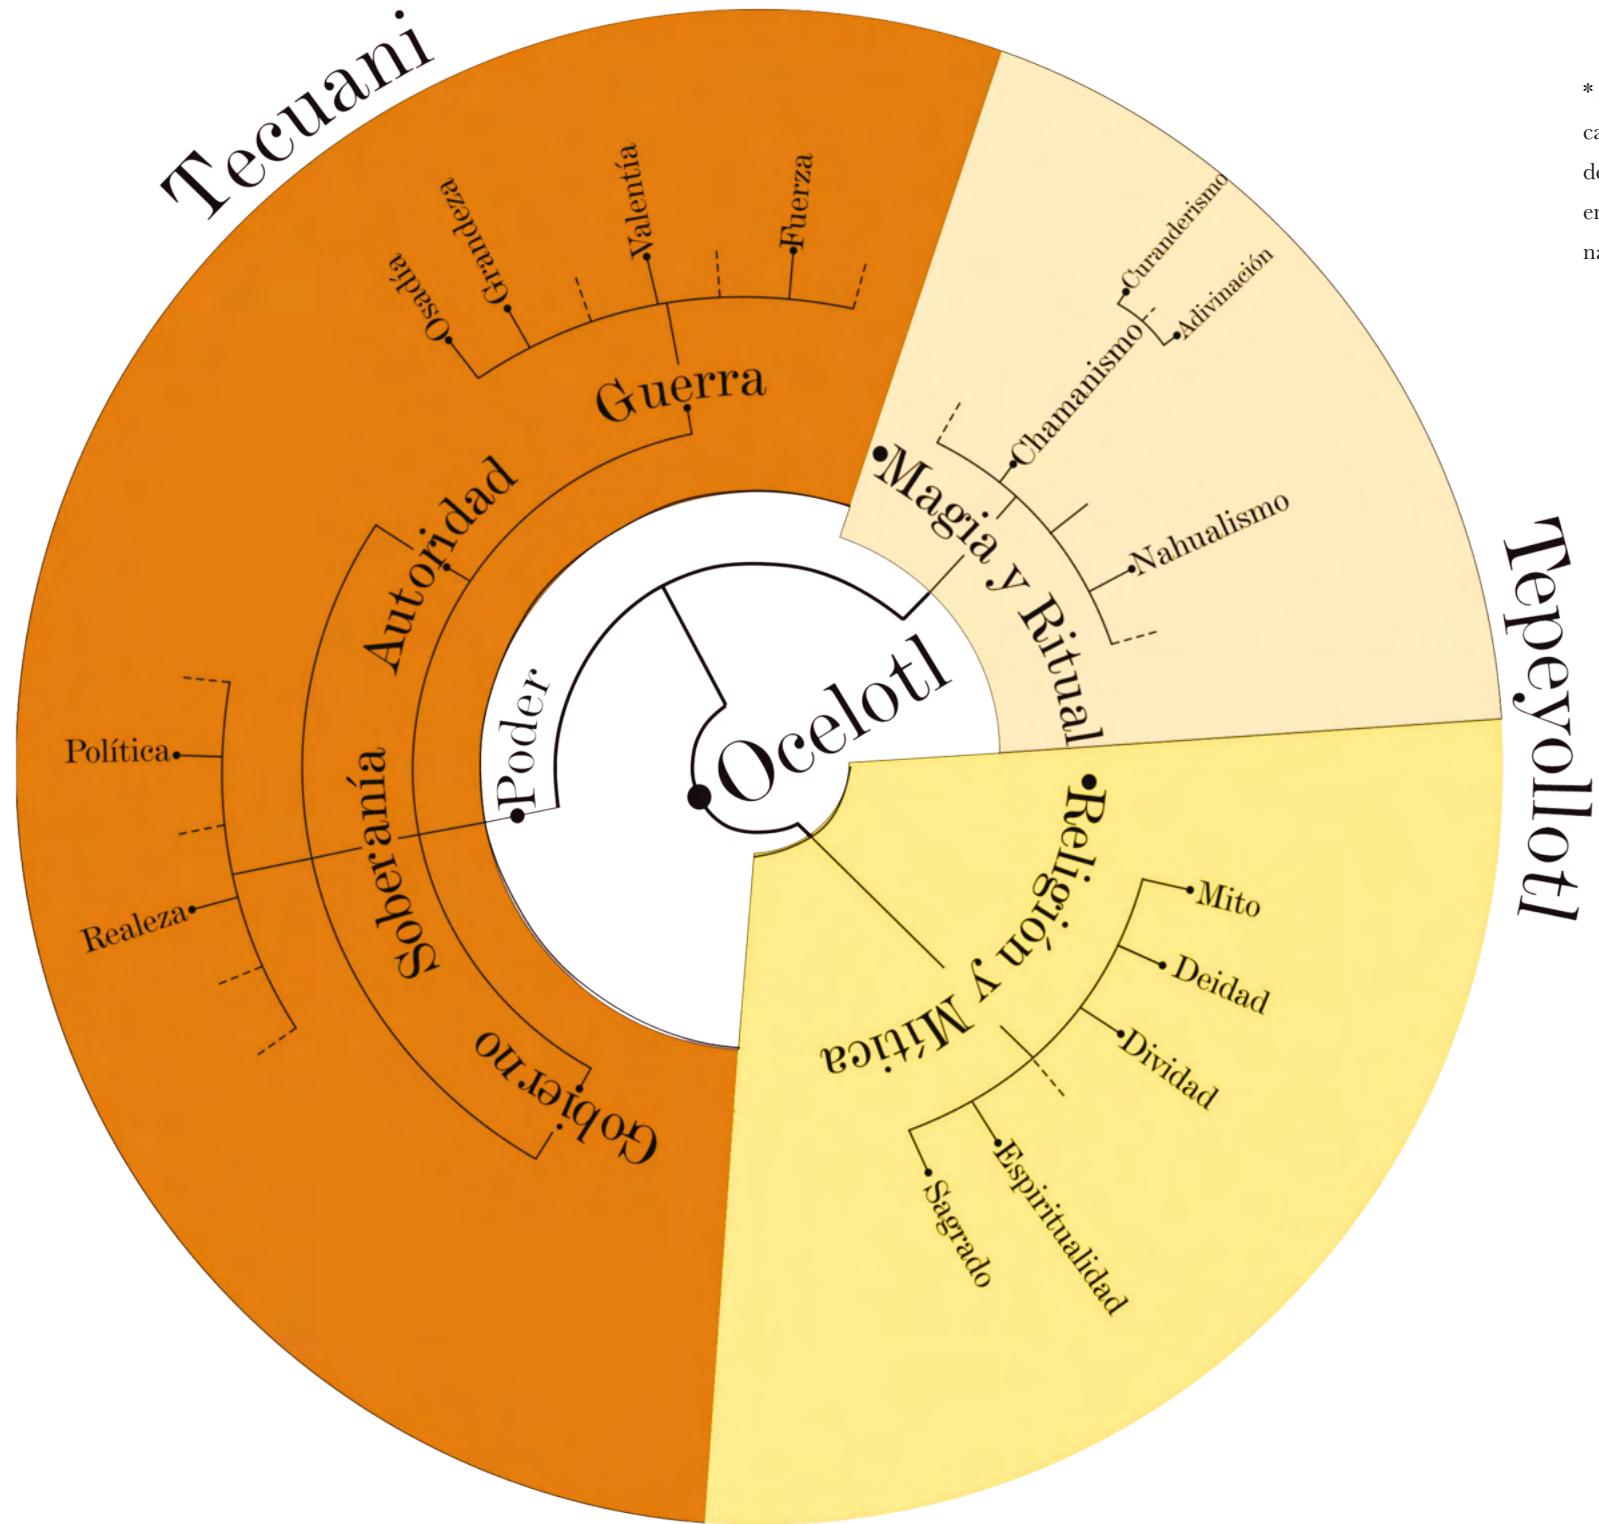 Tecuani
Osadía
Grandeza
Valentía
Fuerza
Guerra
Autoridad
Soberanía
Gobierno
Política
Realeza
Poder
Ocelotl
Magia y Ritual
Chamanismo
Curanderismo
Adivinación
Nahualismo
Tepeyollotl
Religión y Mítica
Mito
Deidad
Dividad
Espiritualidad
Sagrado
*